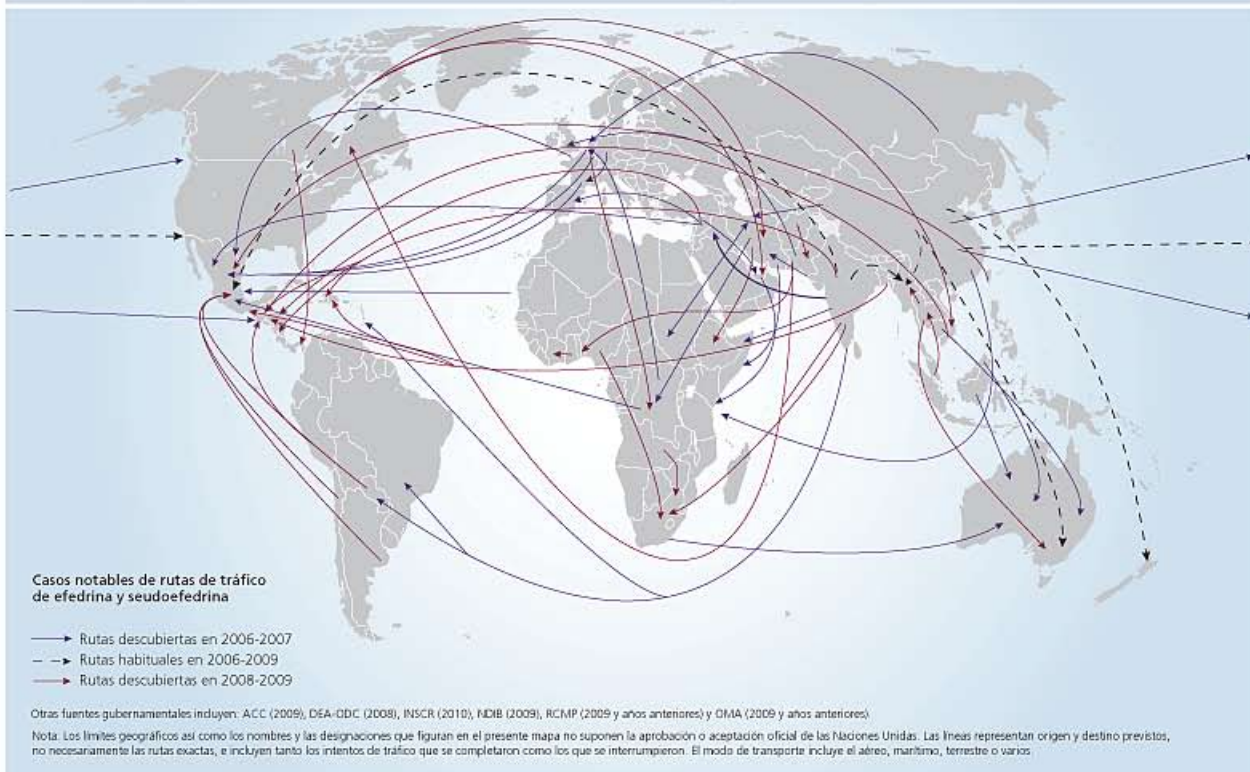 Casos notables de rutas de tráfico
de efedrina y seudoefedrina
Rutas descubiertas en 2006-2007
Rutas habituales en 2006-2009
Rutas descubiertas en 2008-2009
Otras fuentes gubernamentales incluyen: ACC (2009), DEA-ODC (2008), INSCR (2010), NDIB (2009), RCMP (2009 y años anteriores) y OMA (2009 y años anteriores)
Nota: Los límites geográficos así como los nombres y las designaciones que figuran en el presente mapa no suponen la aprobación o aceptación oficial de las Naciones Unidas. Las líneas representan origen y destino previstos,
no necesariamente las rutas exactas, e incluyen tanto los intentos de tráfico que se completaron como los que se interrumpieron. El modo de transporte incluye el aéreo, marítimo, terrestre o varios.